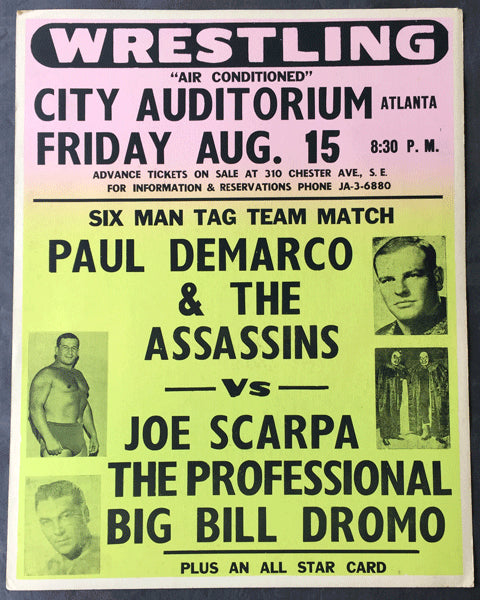 WRESTLING
"AIR CONDITIONED"
CITY AUDITORIUM ATLANTA
FRIDAY AUG. 15 8:30 P. M.
ADVANCE TICKETS ON SALE AT 310 CHESTER AVE., S. E.
FOR INFORMATION & RESERVATIONS PHONE JA-3-6880
SIX MAN TAG TEAM MATCH
PAUL DEMARCO
& THE
ASSASSINS
VS
JOE SCARPA
THE PROFESSIONAL
BIG BILL DROMO
PLUS AN ALL STAR CARD